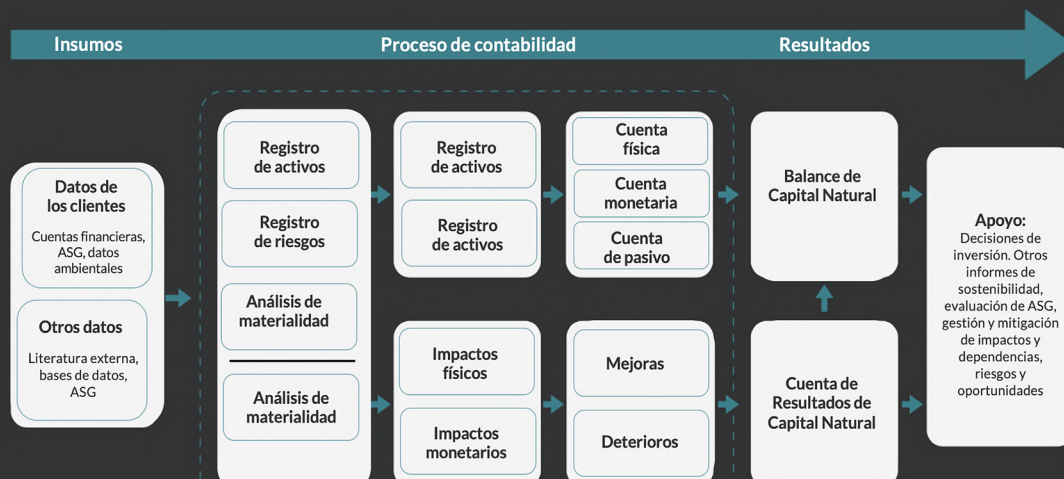 Insumos
Proceso de contabilidad
Resultados
Datos de
los clientes
Cuentas financieras,
ASG, datos
ambientales
Otros datos
Literatura externa,
bases de datos,
ASG
Registro
de activos
Registro
de riesgos
Análisis de
materialidad
Análisis de
materialidad
Registro
de activos
Registro
de activos
Impactos
físicos
Impactos
monetarios
Cuenta
física
Cuenta
monetaria
Cuenta
de pasivo
Mejoras
Deterioros
Balance de
Capital Natural
Cuenta de
Resultados de
Capital Natural
Apoyo:
Decisiones de
inversión. Otros
informes de
sostenibilidad,
evaluación de ASG,
gestión y mitigación
de impactos y
dependencias,
riesgos y
oportunidades